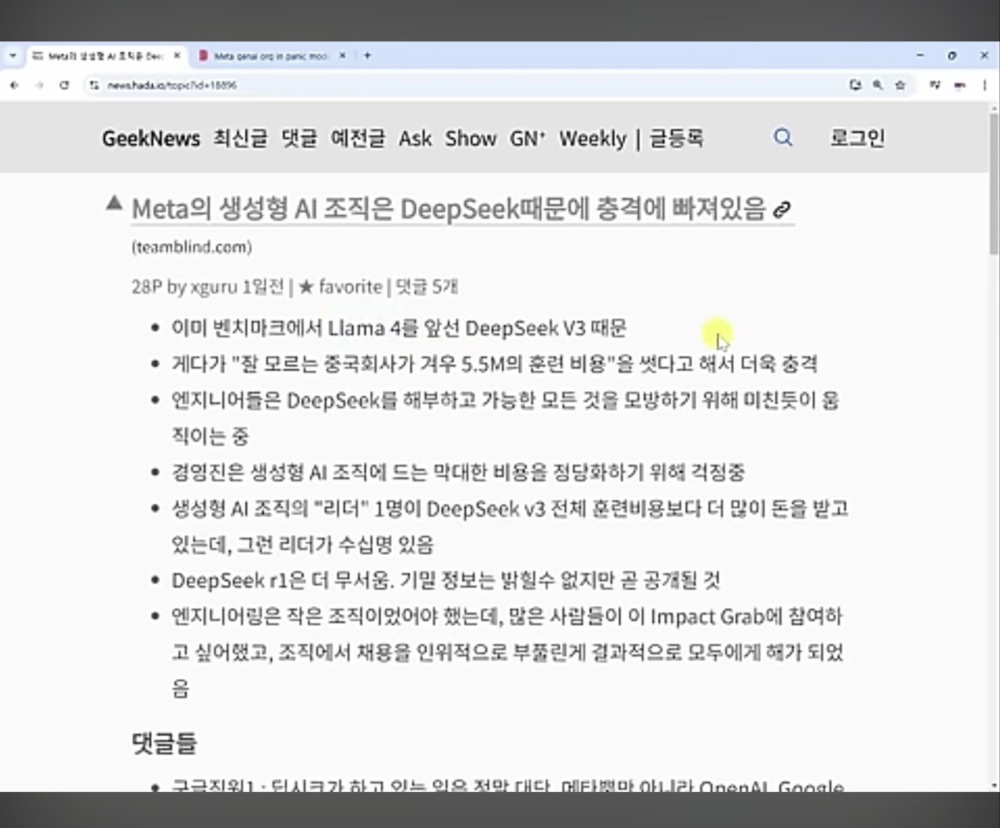 Meta의 생성형 AI 조직은 Dee
Meta genai org in panic mod
news.hada.io/topic?id=18896
GeekNews 최신글 댓글 예전글 Ask Show GN⁺ Weekly | 글등록 로그인
▲ Meta의 생성형 AI 조직은 DeepSeek때문에 충격에 빠져있음
(teamblind.com)
28P by xguru 1일전 | ★ favorite | 댓글 5개
• 이미 벤치마크에서 Llama 4를 앞선 DeepSeek V3 때문
• 게다가 "잘 모르는 중국회사가 겨우 5.5M의 훈련 비용"을 썻다고 해서 더욱 충격
• 엔지니어들은 DeepSeek를 해부하고 가능한 모든 것을 모방하기 위해 미친듯이 움
직이는 중
• 경영진은 생성형 AI 조직에 드는 막대한 비용을 정당화하기 위해 걱정중
• 생성형 AI 조직의 "리더" 1명이 DeepSeek v3 전체 훈련비용보다 더 많이 돈을 받고
있는데, 그런 리더가 수십명 있음
• DeepSeek r1은 더 무서움. 기밀 정보는 밝힐수 없지만 곧 공개될 것
• 엔지니어링은 작은 조직이었어야 했는데, 많은 사람들이 이 Impact Grab에 참여하
고 싶어했고, 조직에서 채용을 인위적으로 부풀린게 결과적으로 모두에게 해가 되었
음
댓글들
• 구글직원1 : 딥시크가 하고 있는 일은 정말 대단. 메타뿐만 아니라 OpenAI, Google